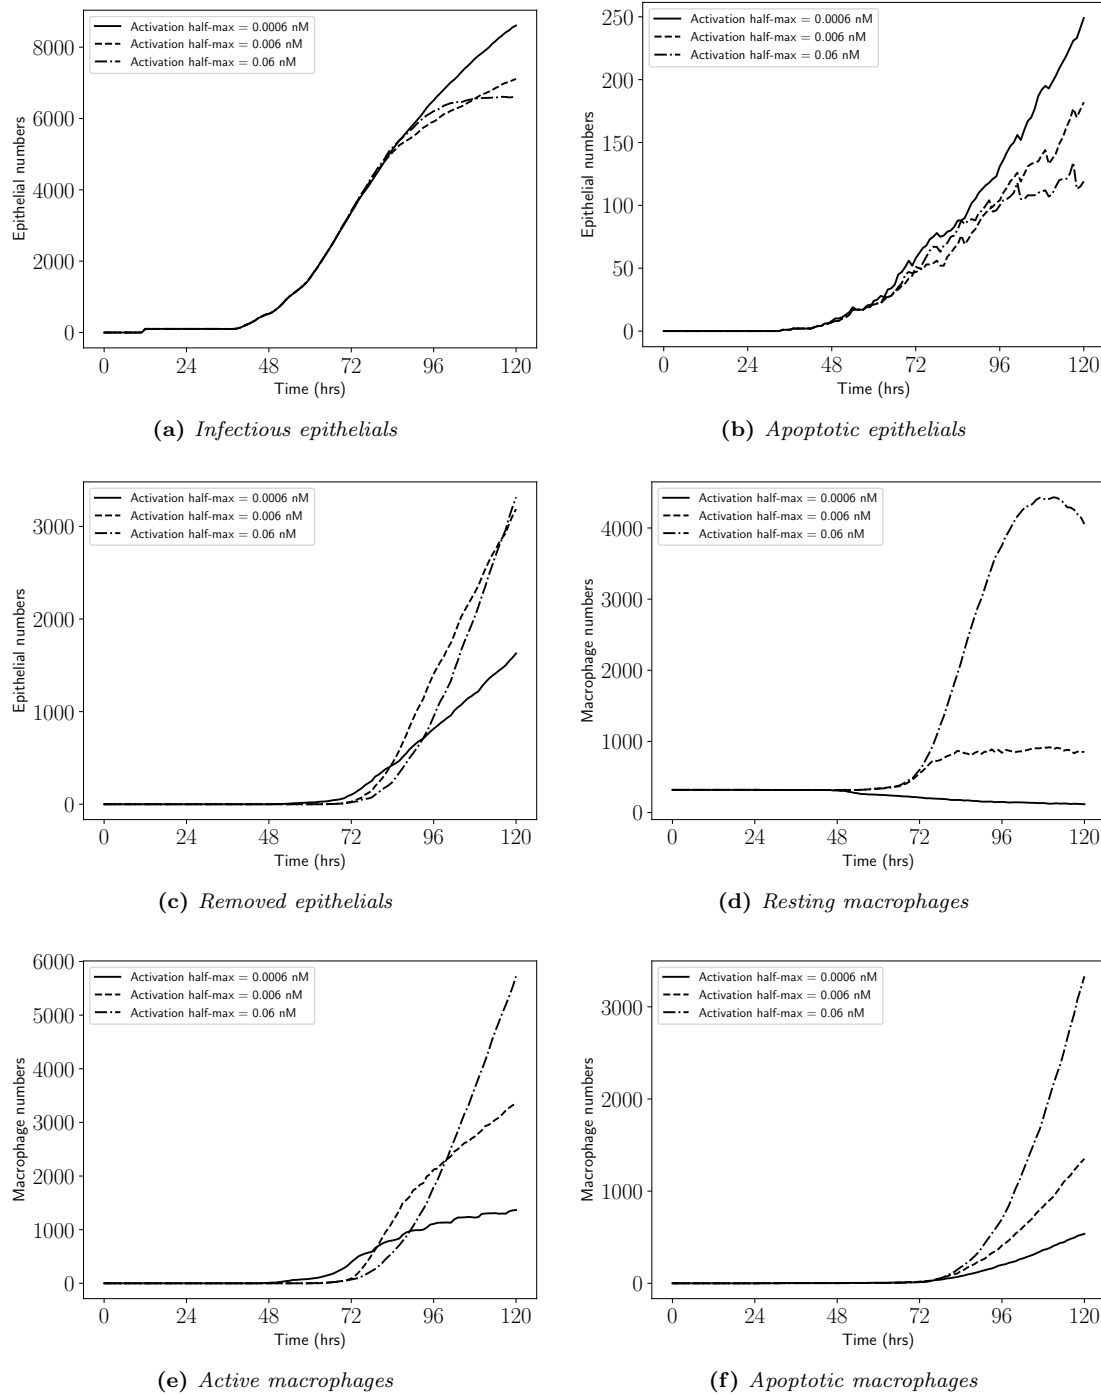 Activation half-max = 0.0006 nM
Activation half-max = 0.006 nM
Activation half-max = 0.06 nM
8000
6000
4000
2000
0
Epithelial numbers
0 24 48 72 96 120
Time (hrs)
(a) Infectious epithelials
Activation half-max = 0.0006 nM
Activation half-max = 0.006 nM
Activation half-max = 0.06 nM
250
200
150
100
50
0
Epithelial numbers
0 24 48 72 96 120
Time (hrs)
(b) Apoptotic epithelials
Activation half-max = 0.0006 nM
Activation half-max = 0.006 nM
Activation half-max = 0.06 nM
3000
2000
1000
0
Epithelial numbers
0 24 48 72 96 120
Time (hrs)
(c) Removed epithelials
Activation half-max = 0.0006 nM
Activation half-max = 0.006 nM
Activation half-max = 0.06 nM
4000
3000
2000
1000
0
Macrophage numbers
0 24 48 72 96 120
Time (hrs)
(d) Resting macrophages
Activation half-max = 0.0006 nM
Activation half-max = 0.006 nM
Activation half-max = 0.06 nM
6000
5000
4000
3000
2000
1000
0
Macrophage numbers
0 24 48 72 96 120
Time (hrs)
(e) Active macrophages
Activation half-max = 0.0006 nM
Activation half-max = 0.006 nM
Activation half-max = 0.06 nM
3000
2000
1000
0
Macrophage numbers
0 24 48 72 96 120
Time (hrs)
(f) Apoptotic macrophages